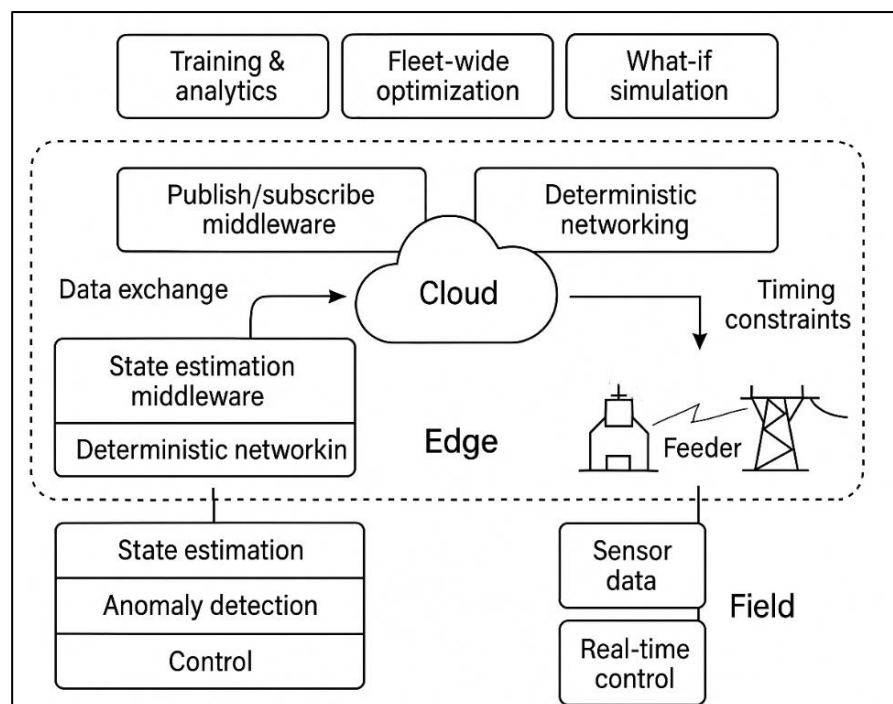 Training &
analytics
Fleet-wide
optimization
What-if
simulation
Publish/subscribe
middleware
Deterministic
networking
Data exchange
Cloud
Timing
constraints
State estimation
middleware
Deterministic networkin
Edge
Feeder
State estimation
Anomaly detection
Control
Sensor
data
Field
Real-time
control